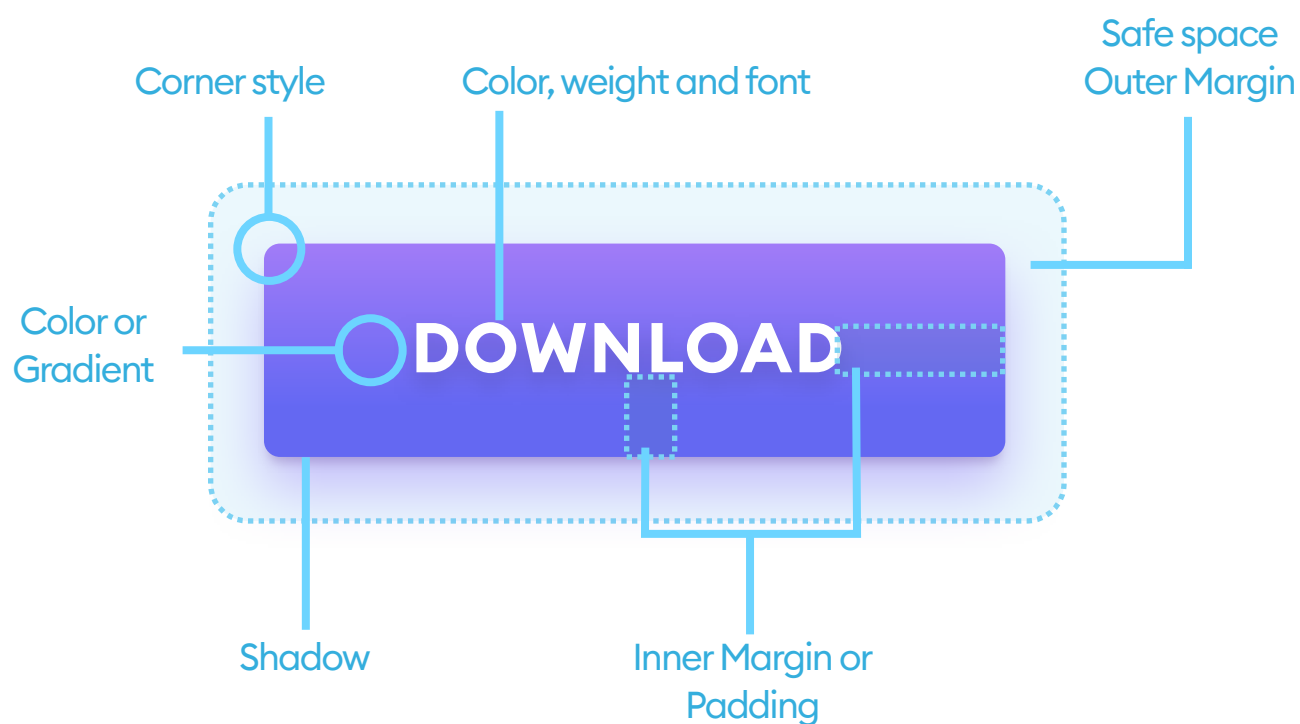 Safe space
Outer Margin
Corner style
Color, weight and font
Color or
Gradient
DOWNLOAD
Shadow
Inner Margin or
Padding